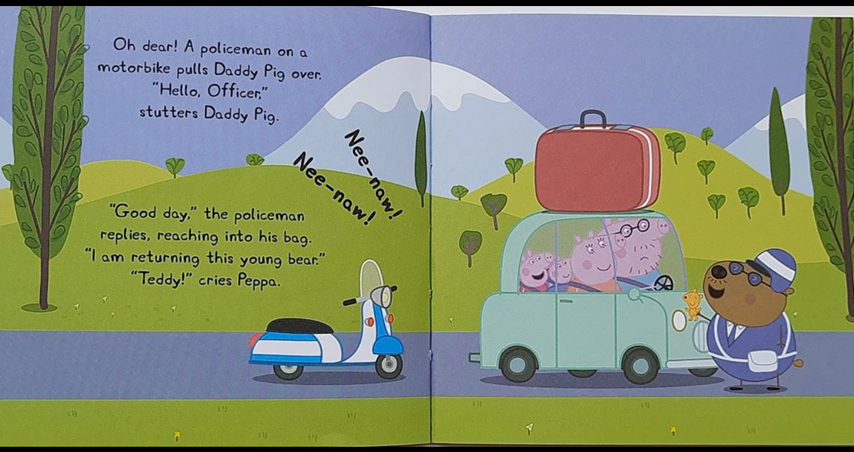 Oh dear! A policeman on a
motorbike pulls Daddy Pig over.
"Hello, Officer,"
stutters Daddy Pig.
Nee-naw!
Nee-naw!
"Good day," the policeman
replies, reaching into his bag.
"I am returning this young bear."
"Teddy!" cries Peppa.